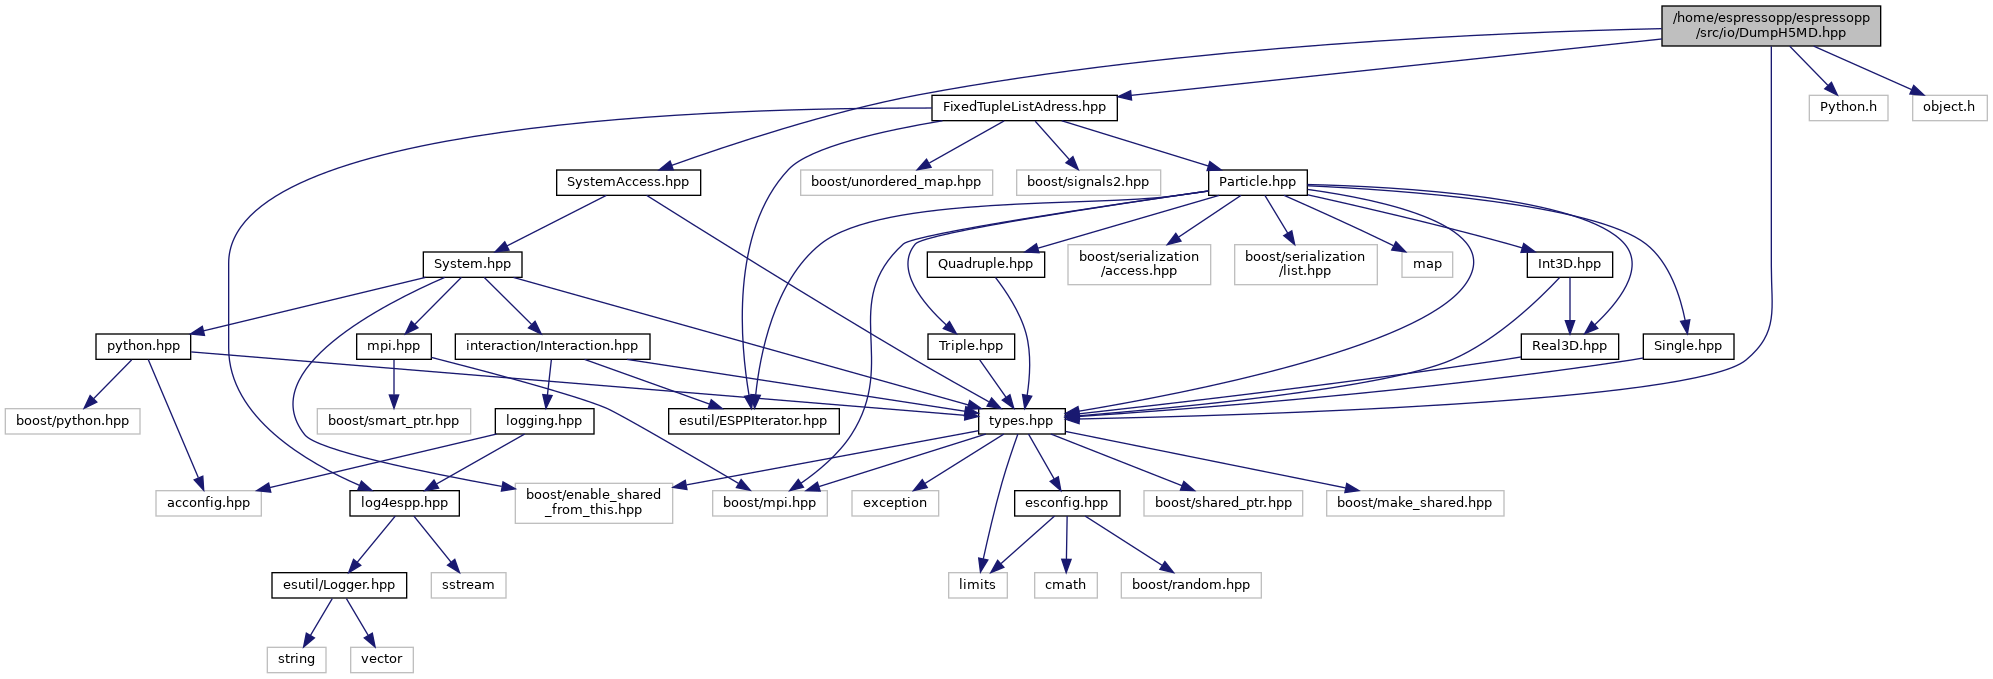 /home/espressopp/espressopp
/src/io/DumpH5MD.hpp
FixedTupleListAdress.hpp
Python.h
object.h
SystemAccess.hpp
boost/unordered_map.hpp
boost/signals2.hpp
Particle.hpp
System.hpp
Quadruple.hpp
boost/serialization
/access.hpp
boost/serialization
/list.hpp
map
Int3D.hpp
python.hpp
mpi.hpp
interaction/Interaction.hpp
Triple.hpp
Real3D.hpp
Single.hpp
boost/python.hpp
boost/smart_ptr.hpp
logging.hpp
esutil/ESPPIterator.hpp
types.hpp
acconfig.hpp
log4espp.hpp
boost/enable_shared
_from_this.hpp
boost/mpi.hpp
exception
esconfig.hpp
boost/shared_ptr.hpp
boost/make_shared.hpp
esutil/Logger.hpp
sstream
limits
cmath
boost/random.hpp
string
vector